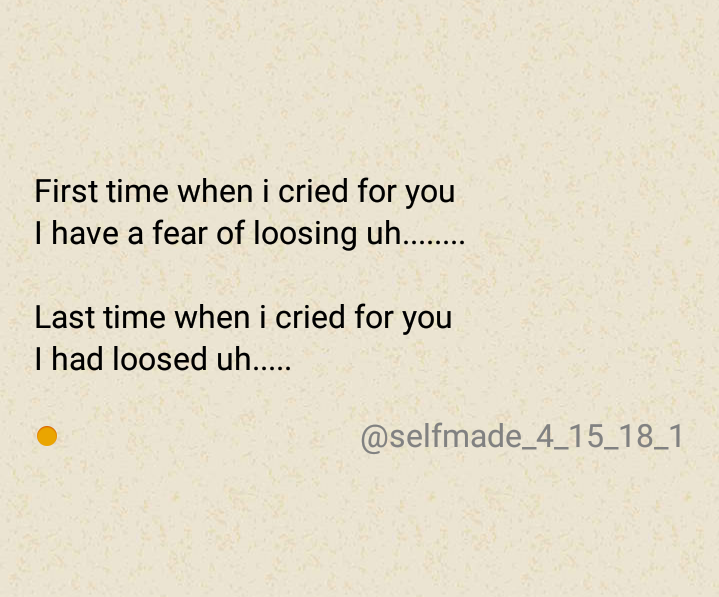 First time when i cried for you
I have a fear of loosing uh........
Last time when i cried for you
I had loosed uh.....
@selfmade_4_15_18_1